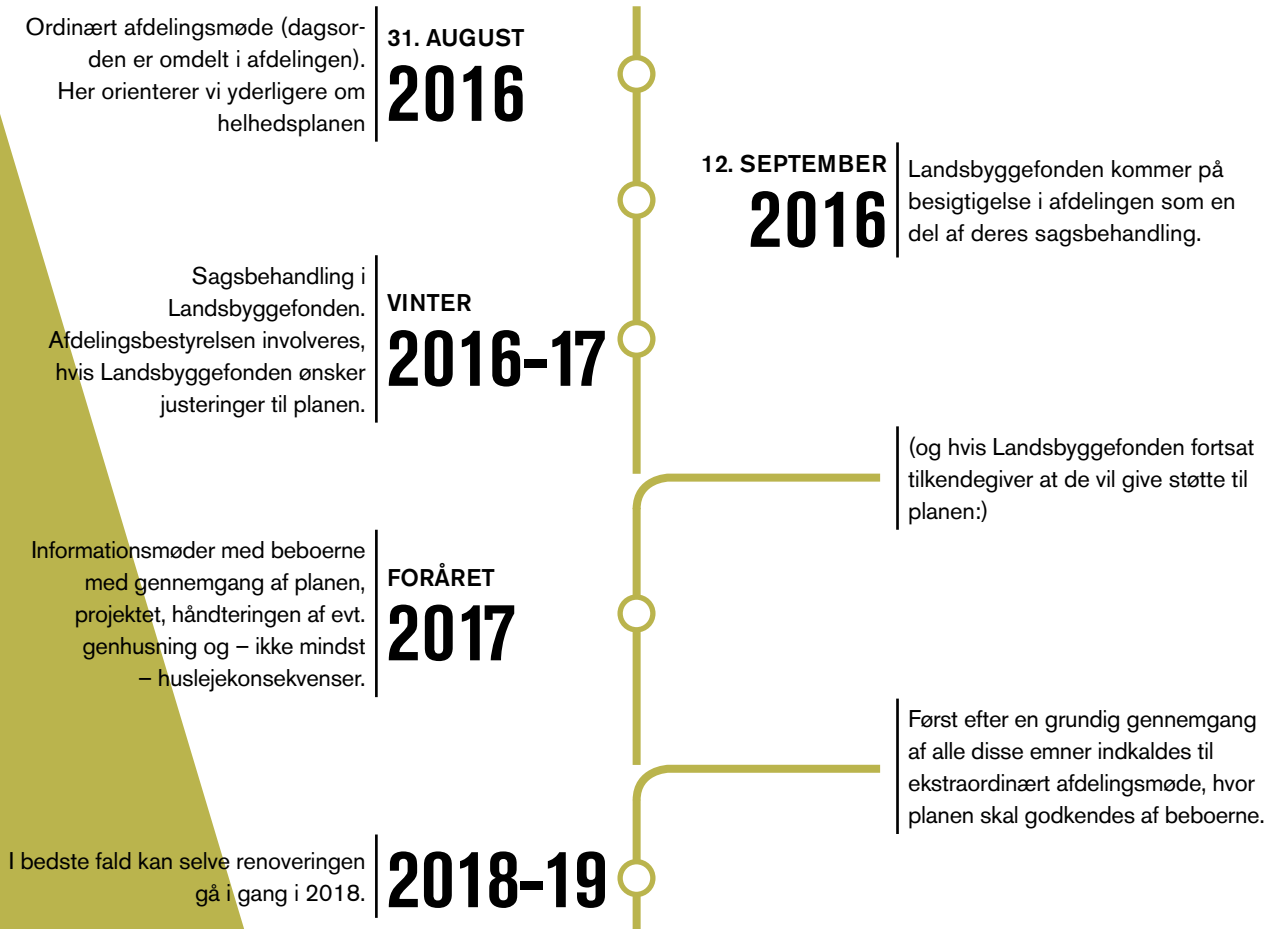 Ordinært afdelingsmøde (dagsor-
den er omdelt i afdelingen).
Her orienterer vi yderligere om
helhedsplanen
31. AUGUST
2016
12. SEPTEMBER
2016
Landsbyggefonden kommer på
besigtigelse i afdelingen som en
del af deres sagsbehandling.
Sagsbehandling i
Landsbyggefonden.
Afdelingsbestyrelsen involveres,
hvis Landsbyggefonden ønsker
justeringer til planen.
VINTER
2016-17
(og hvis Landsbyggefonden fortsat
tilkendegiver at de vil give støtte til
planen:)
Informationsmøder med beboerne
med gennemgang af planen,
projektet, håndteringen af evt.
genhusning og – ikke mindst
– huslejekonsekvenser.
FORÅRET
2017
Først efter en grundig gennemgang
af alle disse emner indkaldes til
ekstraordinært afdelingsmøde, hvor
planen skal godkendes af beboerne.
I bedste fald kan selve renoveringen
gå i gang i 2018.
2018-19